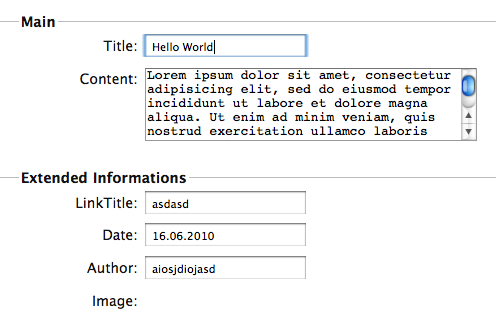 Main
Title: Hello World
Content: Lorem ipsum dolor sit amet, consectetur
adipisicing elit, sed do eiusmod tempor
incididunt ut labore et dolore magna
aliqua. Ut enim ad minim veniam, quis
nostrud exercitation ullamco laboris
Extended Informations
LinkTitle: asdasd
Date: 16.06.2010
Author: aiosjdiojasd
Image: